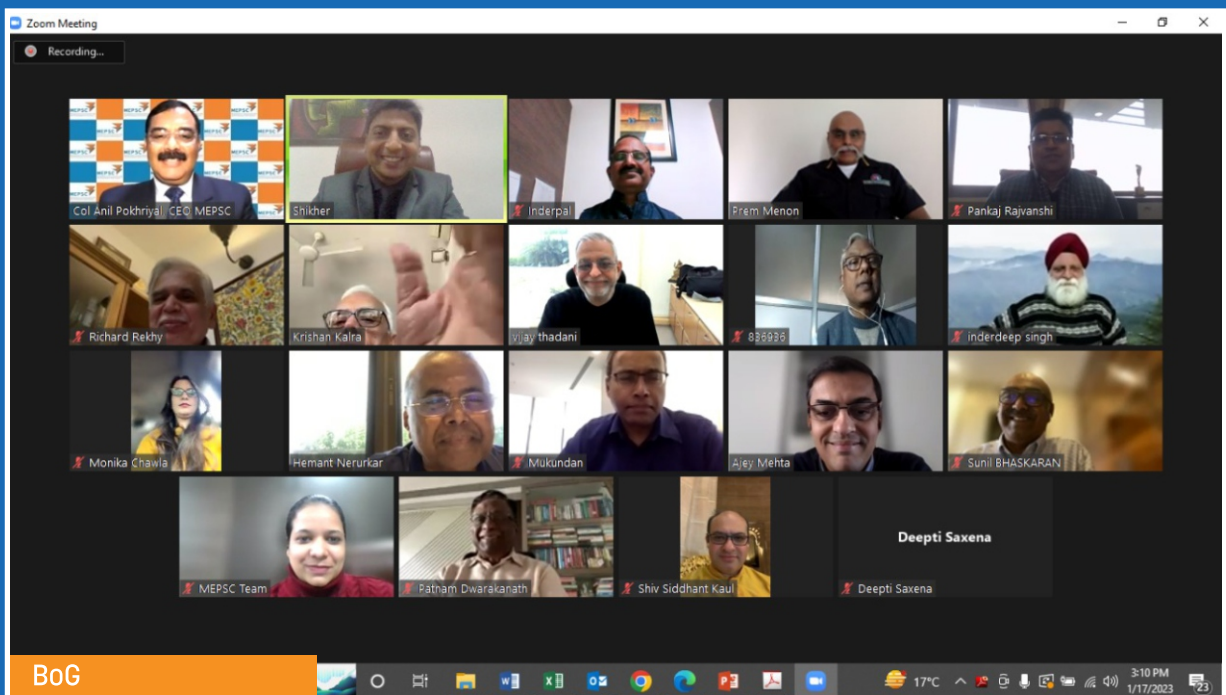 Zoom Meeting
Recording...
MEPSC
Col Anil Pokhriyal, CEO MEPSC
Shikher
Inderpal
Prem Menon
Pankaj Rajvanshi
Richard Rekhy
Krishan Kalra
vijay thadani
836936
inderdeep singh
Monika Chawla
Hemant Nerurkar
Mukundan
Ajey Mehta
Sunil BHASKARAN
MEPSC Team
Patnam Dwarakanath
Shiv Siddhant Kaul
Deepti Saxena
Deepti Saxena
BoG
17°C
3:10 PM
1/17/2023
23